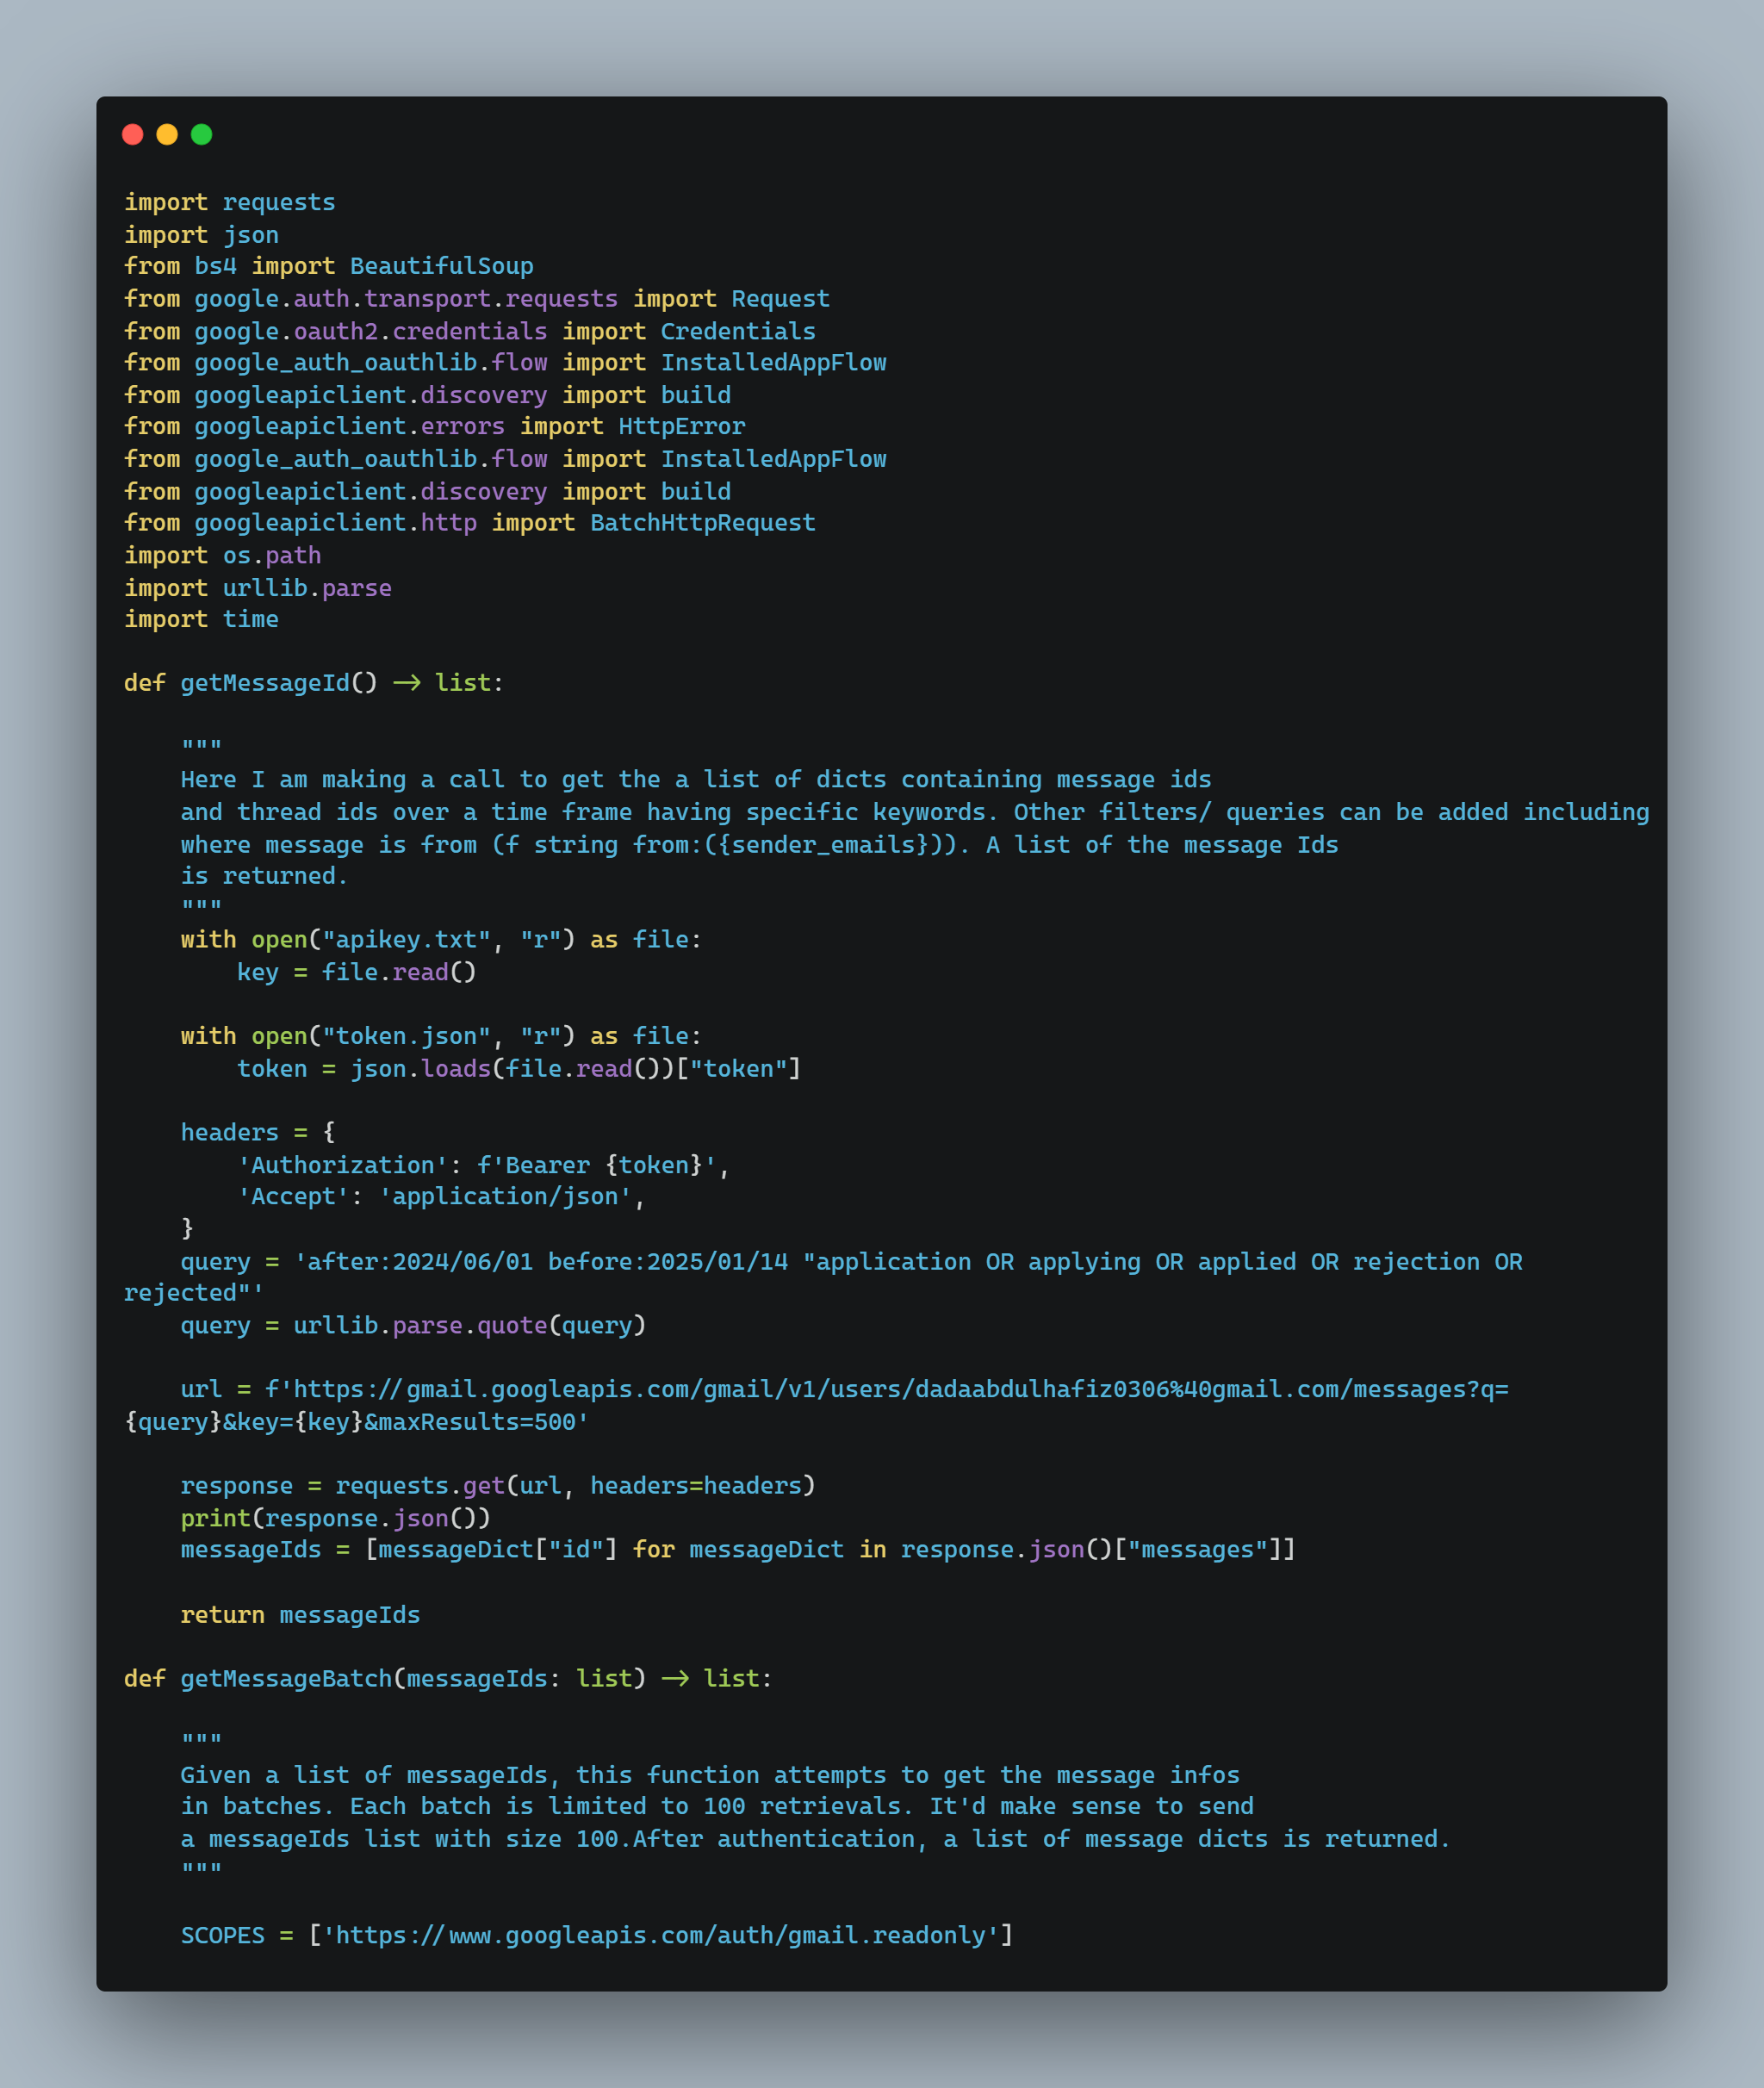 import requests
import json
from bs4 import BeautifulSoup
from google.auth.transport.requests import Request
from google.oauth2.credentials import Credentials
from google_auth_oauthlib.flow import InstalledAppFlow
from googleapiclient.discovery import build
from googleapiclient.errors import HttpError
from google_auth_oauthlib.flow import InstalledAppFlow
from googleapiclient.discovery import build
from googleapiclient.http import BatchHttpRequest
import os.path
import urllib.parse
import time

def getMessageId() -> list:

    """
    Here I am making a call to get the a list of dicts containing message ids
    and thread ids over a time frame having specific keywords. Other filters/ queries can be added including
    where message is from (f string from:({sender_emails})). A list of the message Ids
    is returned.
    """
    with open("apikey.txt", "r") as file:
        key = file.read()

    with open("token.json", "r") as file:
        token = json.loads(file.read())["token"]

    headers = {
        'Authorization': f'Bearer {token}',
        'Accept': 'application/json',
    }
    query = 'after:2024/06/01 before:2025/01/14 "application OR applying OR applied OR rejection OR
rejected"'
    query = urllib.parse.quote(query)

    url = f'https://gmail.googleapis.com/gmail/v1/users/dadaabdulhafiz0306%40gmail.com/messages?q=
{query}&key={key}&maxResults=500'

    response = requests.get(url, headers=headers)
    print(response.json())
    messageIds = [messageDict["id"] for messageDict in response.json()["messages"]]

    return messageIds

def getMessageBatch(messageIds: list) -> list:

    """
    Given a list of messageIds, this function attempts to get the message infos
    in batches. Each batch is limited to 100 retrievals. It'd make sense to send
    a messageIds list with size 100.After authentication, a list of message dicts is returned.
    """

    SCOPES = ['https://www.googleapis.com/auth/gmail.readonly']